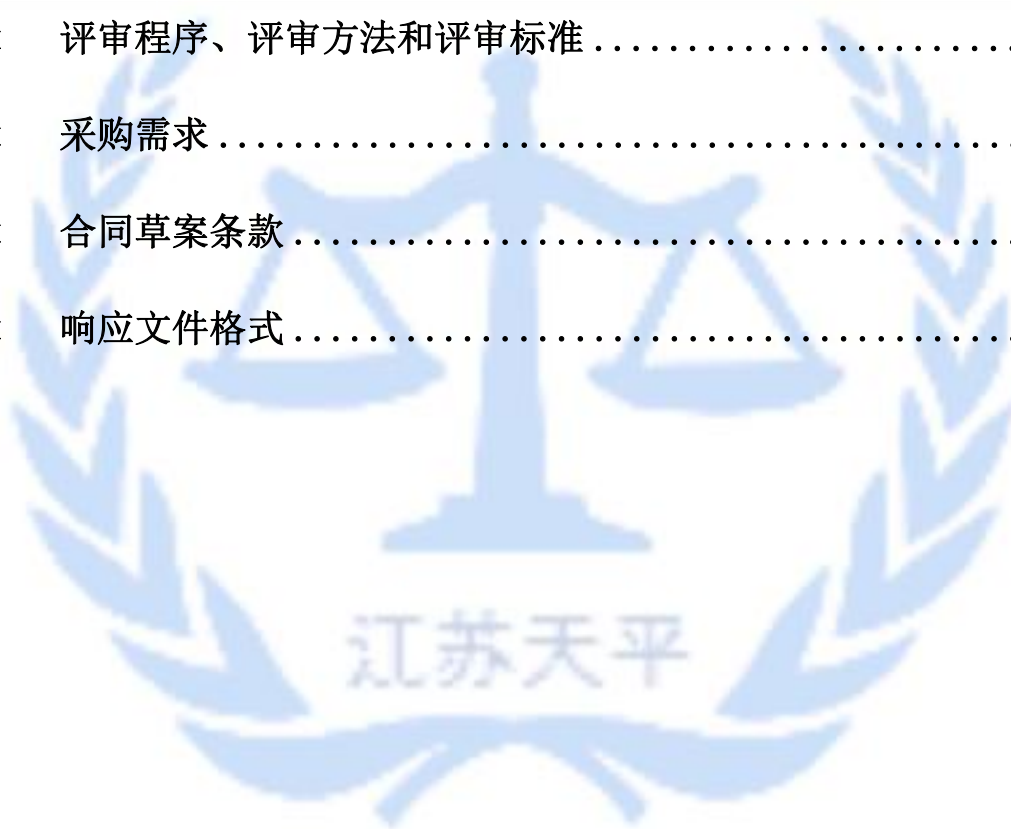 评审程序、评审方法和评审标准.......................
采购需求...........................................
合同草案条款.......................................
响应文件格式.......................................
江苏天平